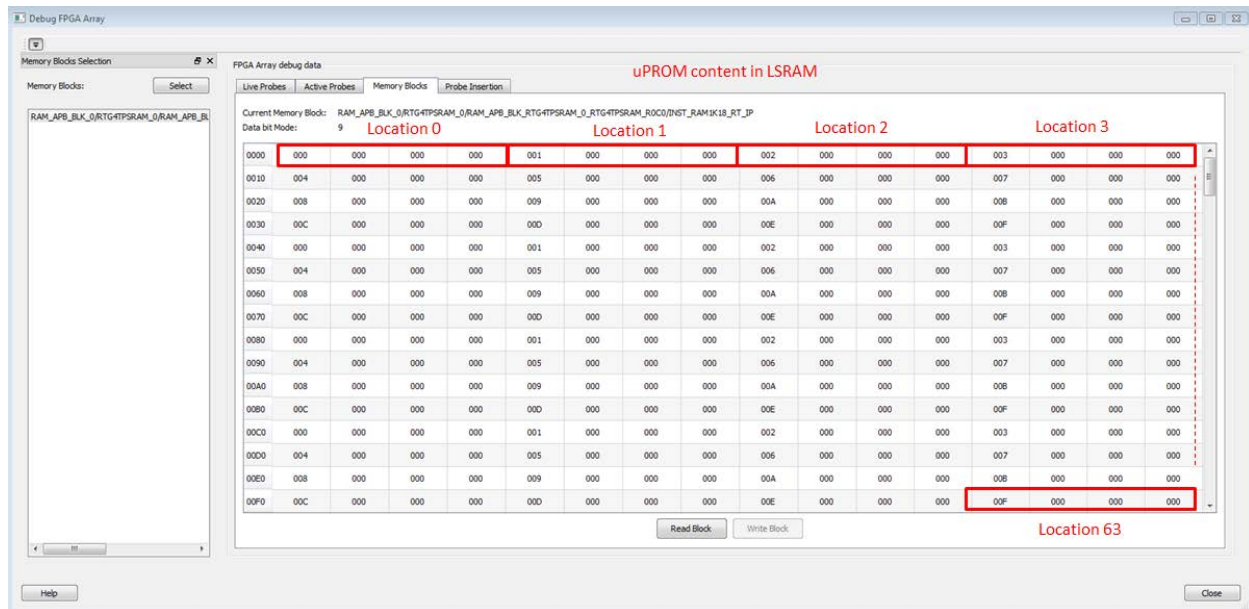 Debug FPGA Array
Memory Blocks Selection
Memory Blocks:
Select
RAM_APB_BLK_0/RTG4TPSRAM_0/RAM_APB_BL
FPGA Array debug data
uPROM content in LSRAM
Live Probes Active Probes Memory Blocks Probe Insertion
Current Memory Block: RAM_APB_BLK_0/RTG4TPSRAM_0/RAM_APB_BLK_RTG4TPSRAM_0_RTG4TPSRAM_R0C0/INST_RAM1K18_RT_IP
Data bit Mode: 9
Location 0 Location 1 Location 2 Location 3
0000 000 000 000 000 001 000 000 000 002 000 000 000 003 000 000 000
0010 004 000 000 000 005 000 000 000 006 000 000 000 007 000 000 000
0020 008 000 000 000 009 000 000 000 00A 000 000 000 00B 000 000 000
0030 00C 000 000 000 00D 000 000 000 00E 000 000 000 00F 000 000 000
0040 000 000 000 000 001 000 000 000 002 000 000 000 003 000 000 000
0050 004 000 000 000 005 000 000 000 006 000 000 000 007 000 000 000
0060 008 000 000 000 009 000 000 000 00A 000 000 000 00B 000 000 000
0070 00C 000 000 000 00D 000 000 000 00E 000 000 000 00F 000 000 000
0080 000 000 000 000 001 000 000 000 002 000 000 000 003 000 000 000
0090 004 000 000 000 005 000 000 000 006 000 000 000 007 000 000 000
00A0 008 000 000 000 009 000 000 000 00A 000 000 000 00B 000 000 000
00B0 00C 000 000 000 00D 000 000 000 00E 000 000 000 00F 000 000 000
00C0 000 000 000 000 001 000 000 000 002 000 000 000 003 000 000 000
00D0 004 000 000 000 005 000 000 000 006 000 000 000 007 000 000 000
00E0 008 000 000 000 009 000 000 000 00A 000 000 000 00B 000 000 000
00F0 00C 000 000 000 00D 000 000 000 00E 000 000 000 00F 000 000 000
Read Block Write Block
Location 63
Help Close